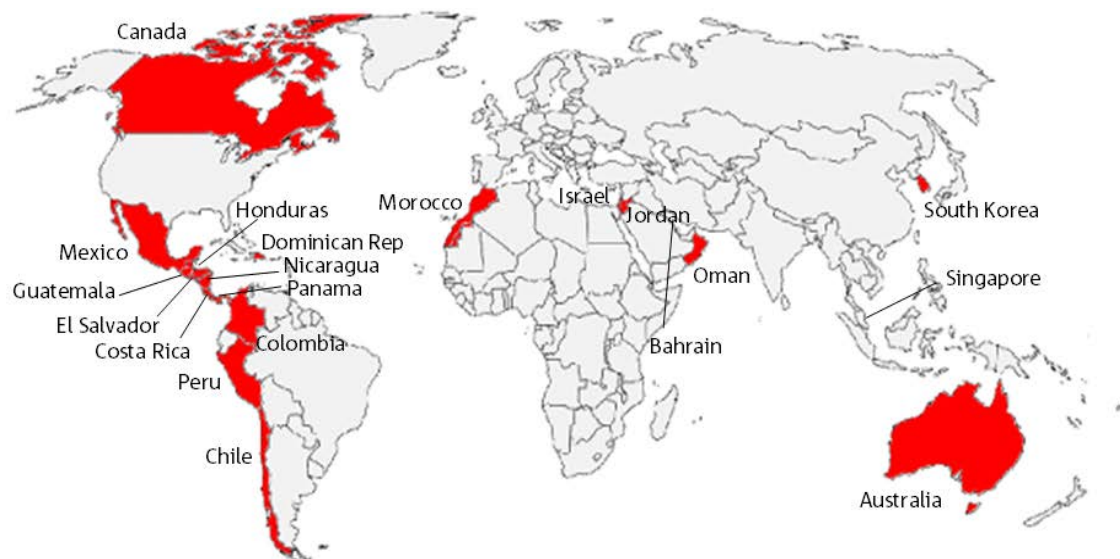 Canada
Honduras
Mexico
Dominican Rep
Nicaragua
Guatemala
Panama
El Salvador
Costa Rica
Colombia
Peru
Chile
Morocco
Israel
Jordan
Oman
Bahrain
South Korea
Singapore
Australia